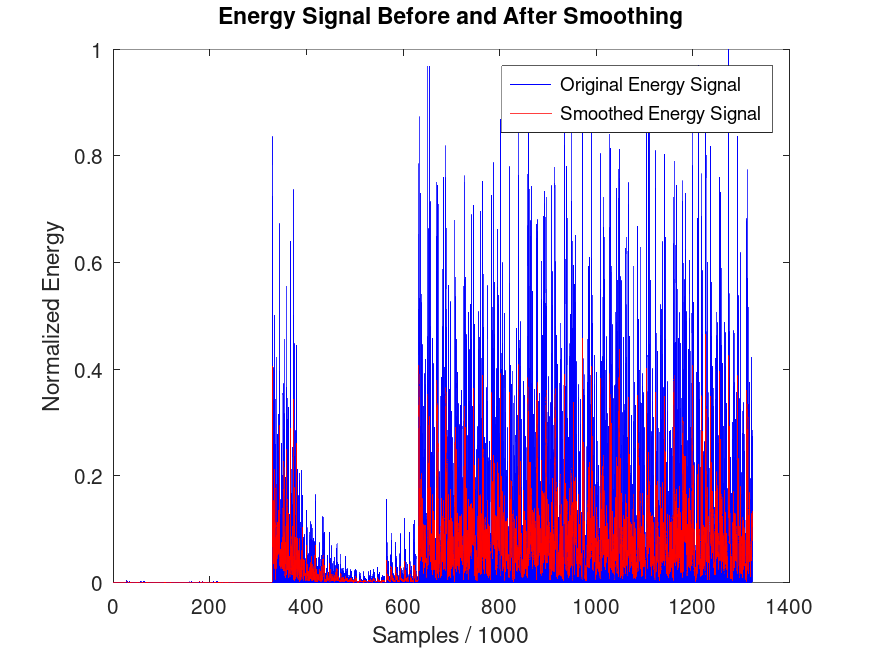 Energy Signal Before and After Smoothing
1
Original Energy Signal
Smoothed Energy Signal
0.8
0.6
0.4
0.2
0
Normalized Energy
0 200 400 600 800 1000 1200 1400
Samples / 1000